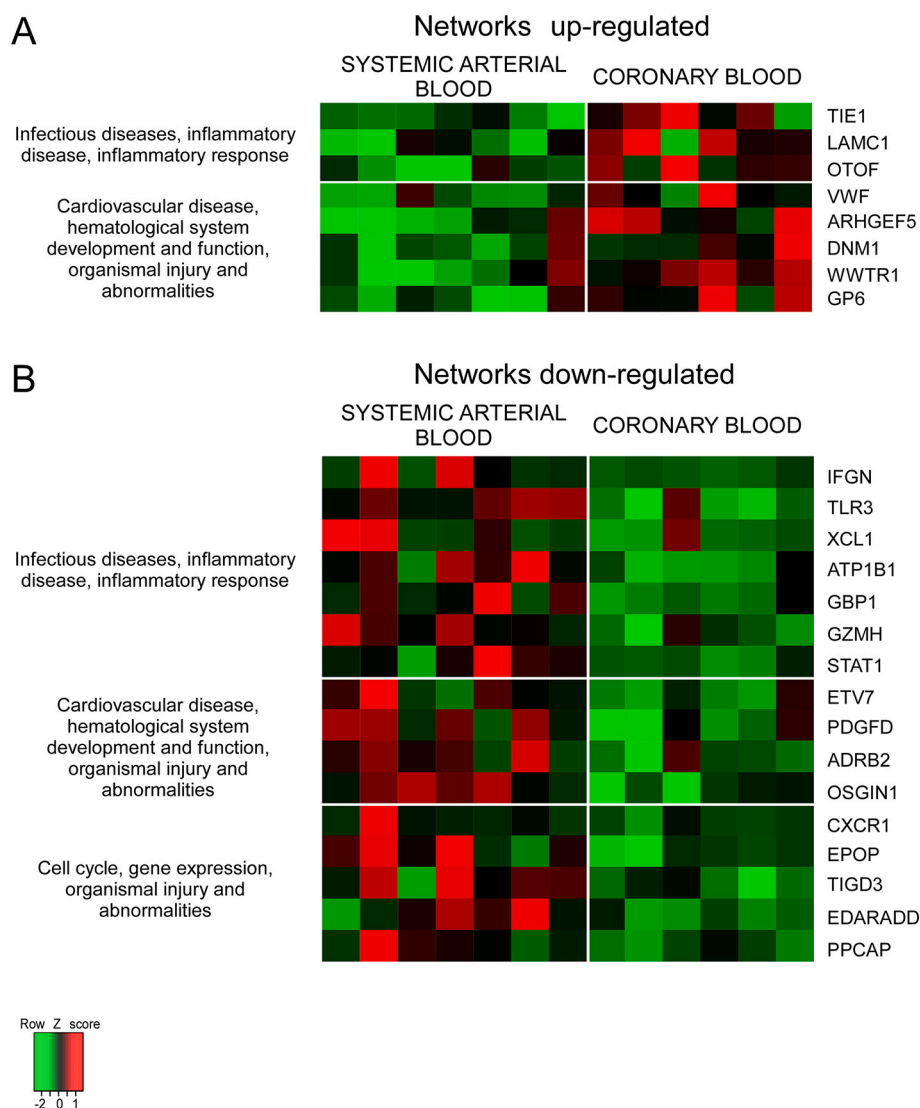 A
Networks up-regulated
SYSTEMIC ARTERIAL
BLOOD
CORONARY BLOOD
Infectious diseases, inflammatory
disease, inflammatory response
TIE1
LAMC1
OTOF
Cardiovascular disease,
hematological system
development and function,
organismal injury and
abnormalities
VWF
ARHGEF5
DNM1
WWTR1
GP6
B
Networks down-regulated
SYSTEMIC ARTERIAL
BLOOD
CORONARY BLOOD
Infectious diseases, inflammatory
disease, inflammatory response
IFGN
TLR3
XCL1
ATP1B1
GBP1
GZMH
STAT1
Cardiovascular disease,
hematological system
development and function,
organismal injury and
abnormalities
ETV7
PDGFD
ADRB2
OSGIN1
Cell cycle, gene expression,
organismal injury and
abnormalities
CXCR1
EPOP
TIGD3
EDARADD
PPCAP
Row Z score
-2 0 1